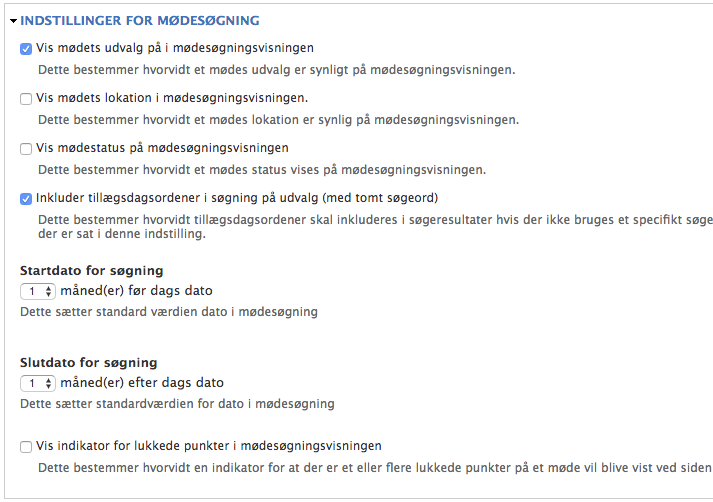 INDSTILLINGER FOR MØDESØGNING
Vis mødets udvalg på i mødesøgningsvisningen
Dette bestemmer hvorvidt et mødes udvalg er synligt på mødesøgningsvisningen.
Vis mødets lokation i mødesøgningsvisningen.
Dette bestemmer hvorvidt et mødes lokation er synlig på mødesøgningsvisningen.
Vis mødestatus på mødesøgningsvisningen
Dette bestemmer hvorvidt et mødes status vises på mødesøgningsvisningen.
Inkluder tillægsdagsordener i søgning på udvalg (med tomt søgeord)
Dette bestemmer hvorvidt tillægsdagsordener skal inkluderes i søgeresultater hvis der ikke bruges et specifikt søge
der er sat i denne indstilling.
Startdato for søgning
1 måned(er) før dags dato
Dette sætter standard værdien dato i mødesøgning
Slutdato for søgning
1 måned(er) efter dags dato
Dette sætter standardværdien for dato i mødesøgning
Vis indikator for lukkede punkter i mødesøgningsvisningen
Dette bestemmer hvorvidt en indikator for at der er et eller flere lukkede punkter på et møde vil blive vist ved siden